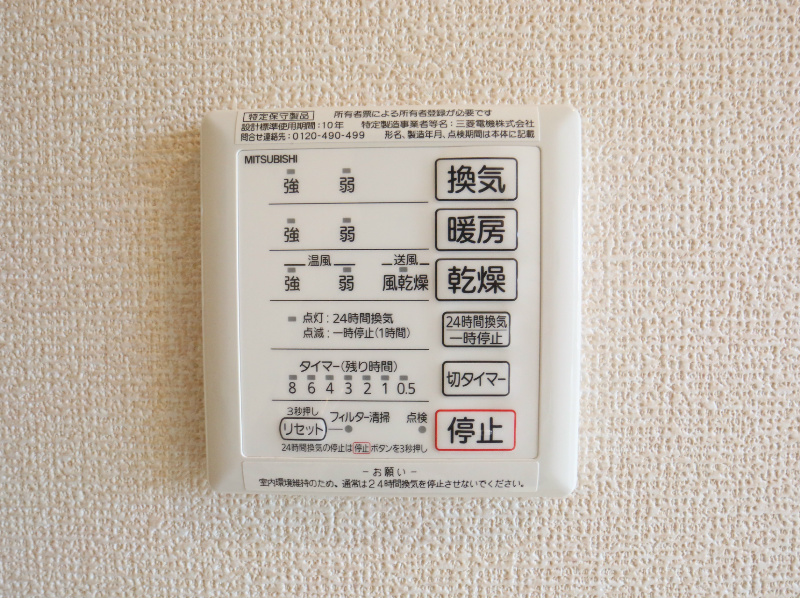 特定保守製品 所有者票による所有者登録が必要です
設計標準使用期間：10年 特定製造事業者等名：三菱電機株式会社
問合せ連絡先：0120-490-499 形名、製造年月、点検期間は本体に記載
MITSUBISHI
強 弱 換気
強 弱 暖房
温風 送風
強 弱 風乾燥 乾燥
点灯：24時間換気
点滅：一時停止(1時間)
24時間換気
一時停止
タイマー(残り時間)
8 6 4 3 2 1 0.5
切タイマー
3秒押し
リセット フィルター清掃 点検
停止
24時間換気の停止は停止ボタンを3秒押し
－お願い－
室内環境維持のため、通常は24時間換気を停止させないでください。